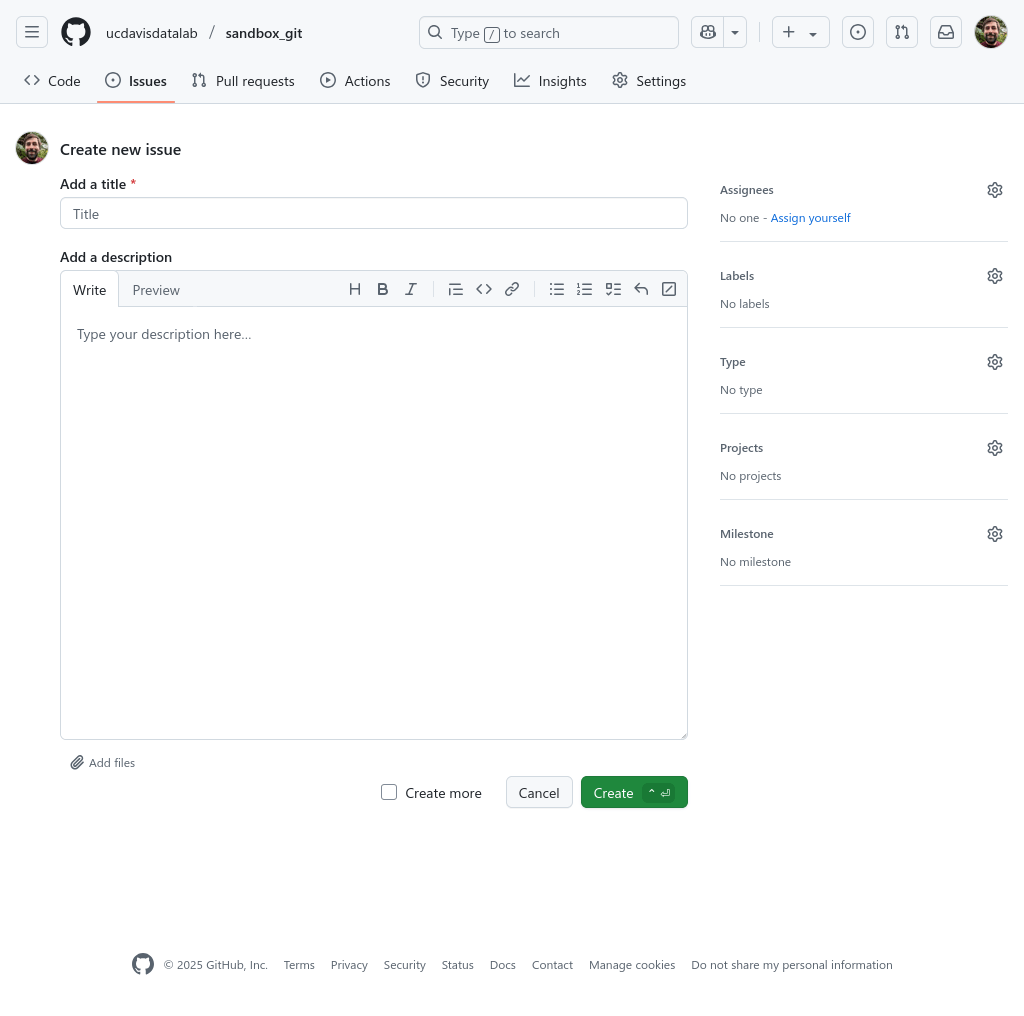 ucdavisdatalab / sandbox_git
Type / to search
Code Issues Pull requests Actions Security Insights Settings
Create new issue
Add a title *
Title
Add a description
Write Preview
Type your description here...
Add files
Create more Cancel Create
Assignees
No one - Assign yourself
Labels
No labels
Type
No type
Projects
No projects
Milestone
No milestone
© 2025 GitHub, Inc. Terms Privacy Security Status Docs Contact Manage cookies Do not share my personal information